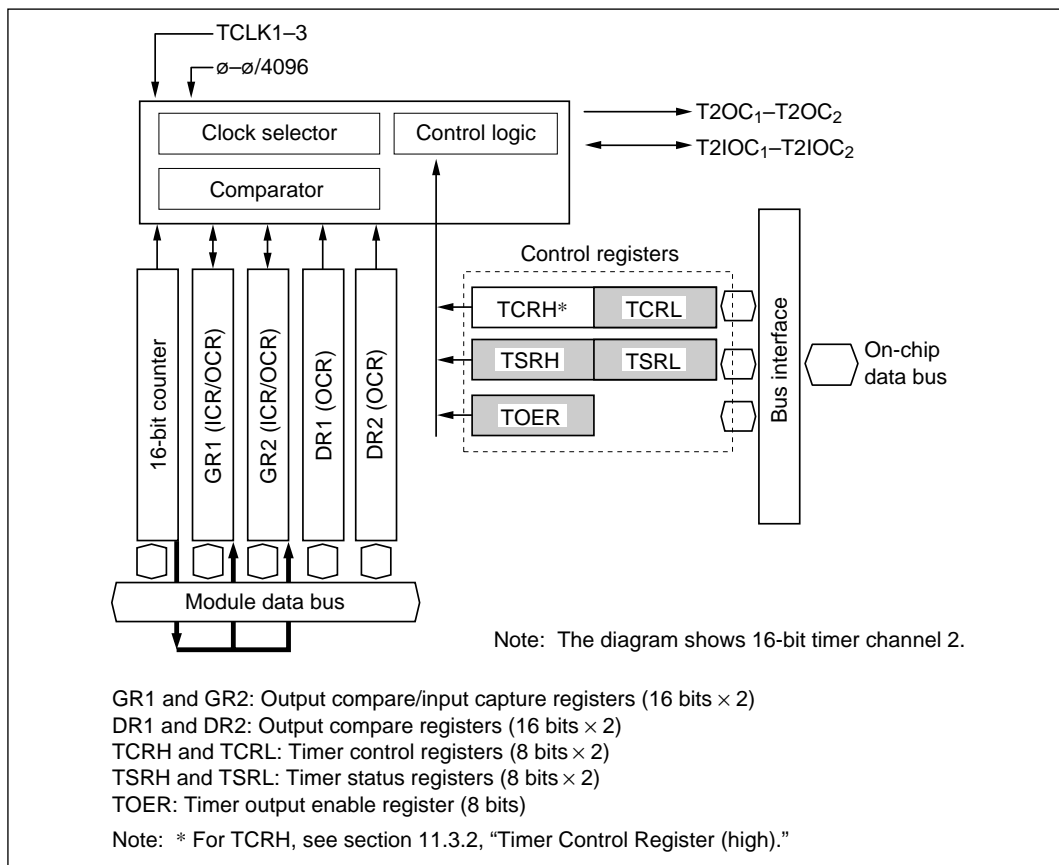 TCLK1–3
ø–ø/4096
Clock selector
Control logic
Comparator
T2OC₁–T2OC₂
T2IOC₁–T2IOC₂
Control registers
TCRH*
TCRL
TSRH
TSRL
TOER
Bus interface
On-chip
data bus
16-bit counter
GR1 (ICR/OCR)
GR2 (ICR/OCR)
DR1 (OCR)
DR2 (OCR)
Module data bus
Note: The diagram shows 16-bit timer channel 2.
GR1 and GR2: Output compare/input capture registers (16 bits × 2)
DR1 and DR2: Output compare registers (16 bits × 2)
TCRH and TCRL: Timer control registers (8 bits × 2)
TSRH and TSRL: Timer status registers (8 bits × 2)
TOER: Timer output enable register (8 bits)
Note: * For TCRH, see section 11.3.2, “Timer Control Register (high).”